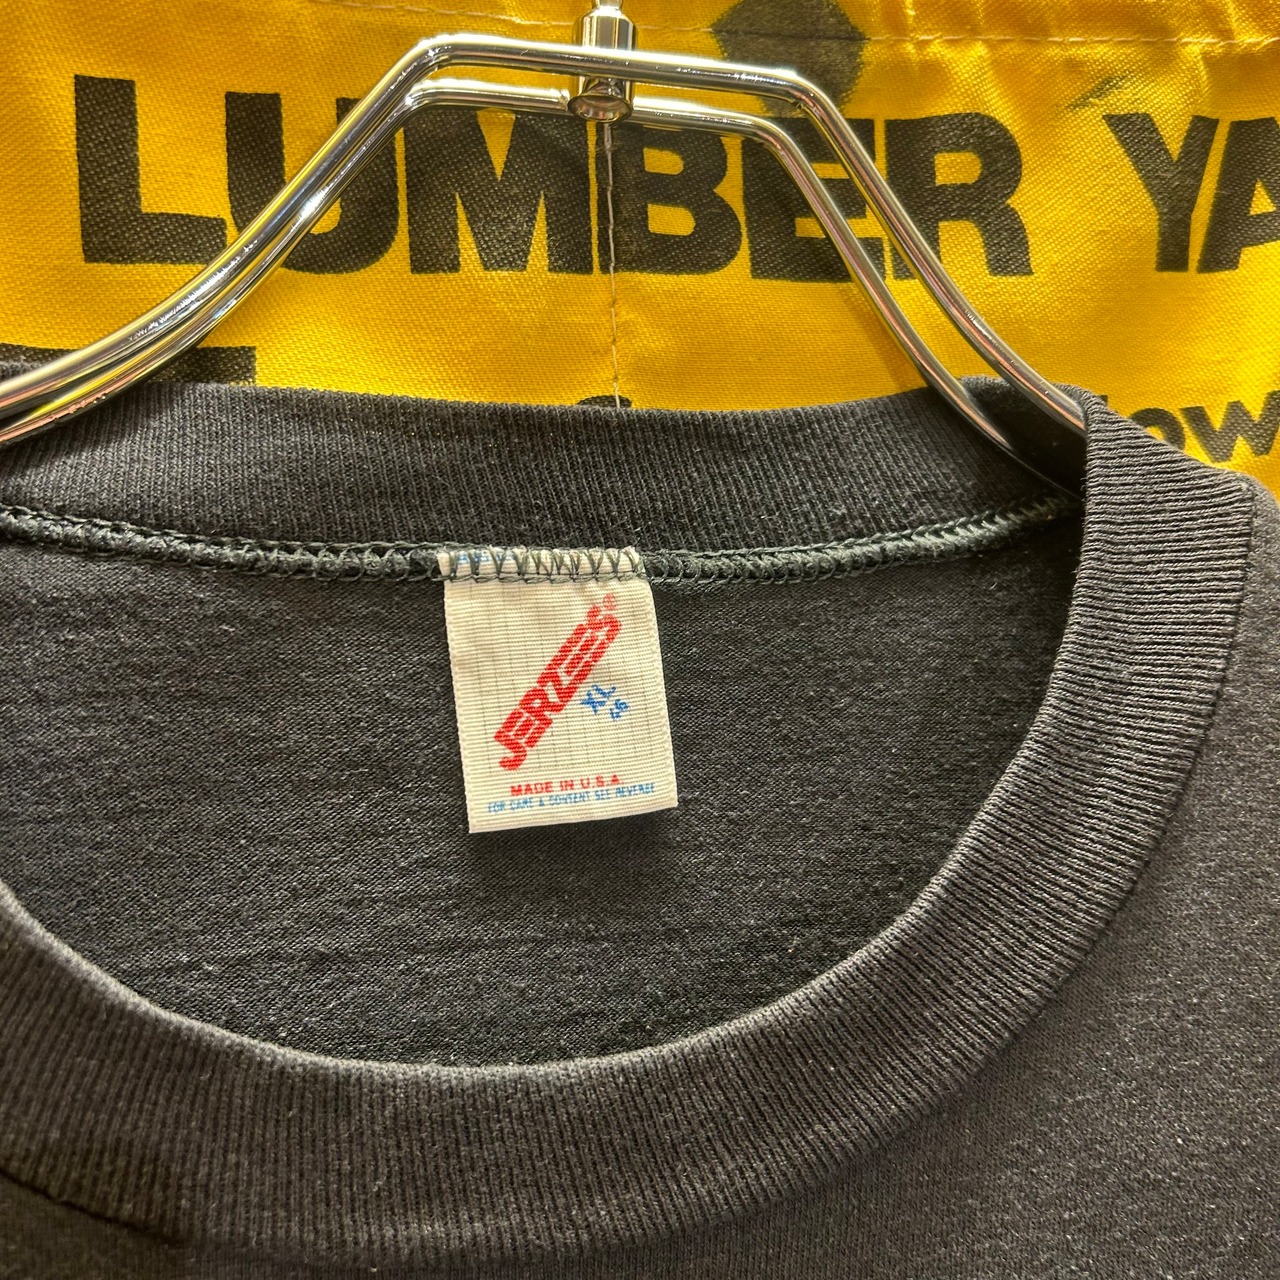 LUMBER YA
ow
JERZEES®
XL
MADE IN U.S.A.
FOR CARE & CONTENT SEE REVERSE